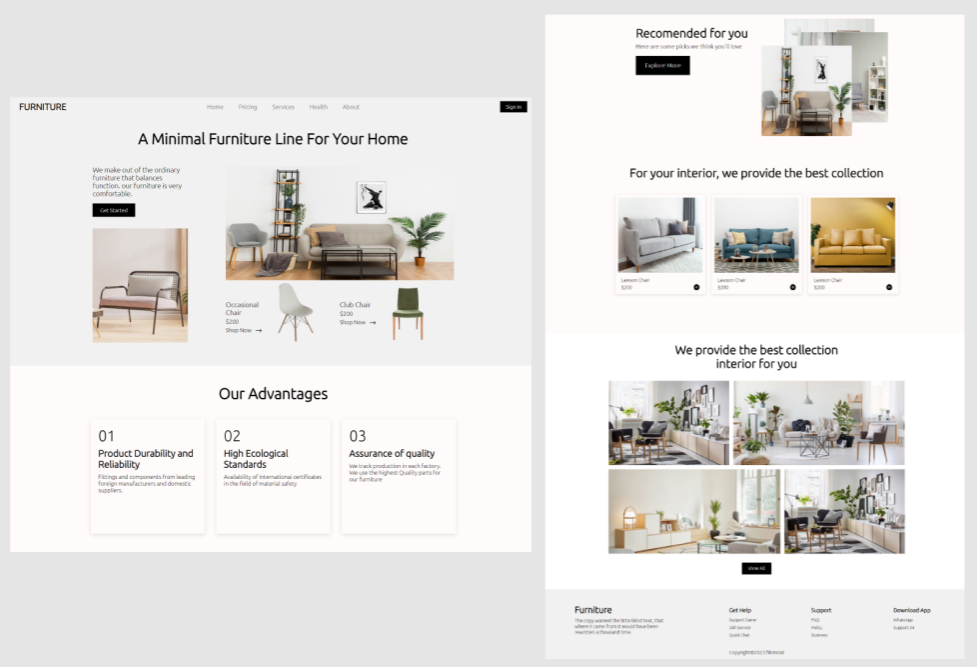 FURNITURE
Home
Pricing
Services
Health
About
Sign In
A Minimal Furniture Line For Your Home
We make out of the ordinary
furniture that balances
function. our furniture is very
comfortable.
Get Started
Occasional
Chair
$200
Shop Now →
Club Chair
$200
Shop Now →
Our Advantages
01
Product Durability and
Reliability
Fittings and components from leading
foreign manufacturers and domestic
suppliers.
02
High Ecological
Standards
Availability of international certificates
in the field of material safety
03
Assurance of quality
We track production in each factory.
We use the highest Quality parts for
our furniture
Recomended for you
Here are some picks we think you'll love
Explore More
For your interior, we provide the best collection
Lawson Chair
$200
Lawson Chair
Lawson Chair
$200
We provide the best collection
interior for you
View All
Furniture
The copy warned the little blind text, that
where it came from it would have been
rewritten a thousand time.
Get Help
Support Career
Quick Chat
Support
FAQ
Policy
Business
Download App
WhatsApp
Support 24